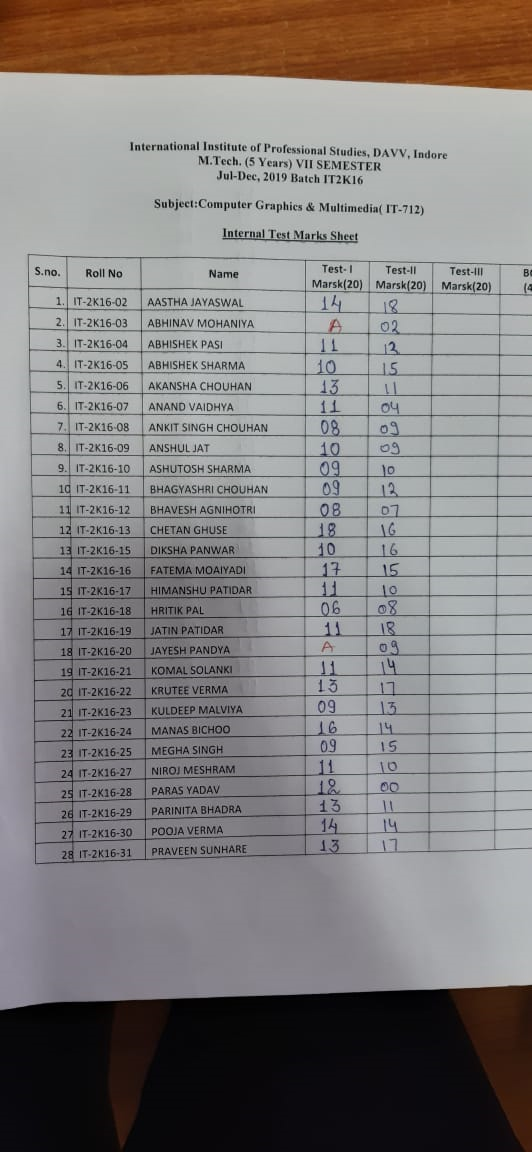 International Institute of Professional Studies, DAVV, Indore
M.Tech. (5 Years) VII SEMESTER
Jul-Dec, 2019 Batch IT2K16
Subject:Computer Graphics & Multimedia( IT-712)
Internal Test Marks Sheet
S.no. Roll No Name Test- I Marsk(20) Test-II Marsk(20) Test-III Marsk(20)
1. IT-2K16-02 AASTHA JAYASWAL 14 18
2. IT-2K16-03 ABHINAV MOHANIYA A 02
3. IT-2K16-04 ABHISHEK PASI 11 12
4. IT-2K16-05 ABHISHEK SHARMA 10 15
5. IT-2K16-06 AKANSHA CHOUHAN 13 11
6. IT-2K16-07 ANAND VAIDHYA 11 04
7. IT-2K16-08 ANKIT SINGH CHOUHAN 08 09
8. IT-2K16-09 ANSHUL JAT 10 09
9. IT-2K16-10 ASHUTOSH SHARMA 09 10
10 IT-2K16-11 BHAGYASHRI CHOUHAN 09 12
11 IT-2K16-12 BHAVESH AGNIHOTRI 08 07
12 IT-2K16-13 CHETAN GHUSE 18 16
13 IT-2K16-15 DIKSHA PANWAR 10 16
14 IT-2K16-16 FATEMA MOAIYADI 17 15
15 IT-2K16-17 HIMANSHU PATIDAR 11 10
16 IT-2K16-18 HRITIK PAL 06 08
17 IT-2K16-19 JATIN PATIDAR 11 18
18 IT-2K16-20 JAYESH PANDYA A 09
19 IT-2K16-21 KOMAL SOLANKI 11 14
20 IT-2K16-22 KRUTEE VERMA 13 17
21 IT-2K16-23 KULDEEP MALVIYA 09 13
22 IT-2K16-24 MANAS BICHOO 16 14
23 IT-2K16-25 MEGHA SINGH 09 15
24 IT-2K16-27 NIROJ MESHRAM 11 10
25 IT-2K16-28 PARAS YADAV 12 00
26 IT-2K16-29 PARINITA BHADRA 13 11
27 IT-2K16-30 POOJA VERMA 14 14
28 IT-2K16-31 PRAVEEN SUNHARE 13 17